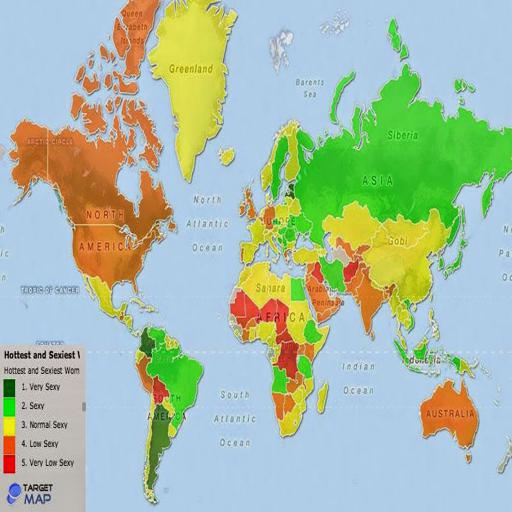 Queen
Elizabeth
Islands
Greenland
Barents
Sea
Siberia
ARCTIC CIRCLE
ASIA
NORTH
AMERICA
North
Atlantic
Ocean
EUROPE
Gobi
TROPIC OF CANCER
Sahara
AFRICA
Arabian
Peninsula
Indonesia
Indian
Ocean
SOUTH
AMERICA
South
Atlantic
Ocean
AUSTRALIA
Hottest and Sexiest W
Hottest and Sexiest Wom
1. Very Sexy
2. Sexy
3. Normal Sexy
4. Low Sexy
5. Very Low Sexy
TARGET
MAP